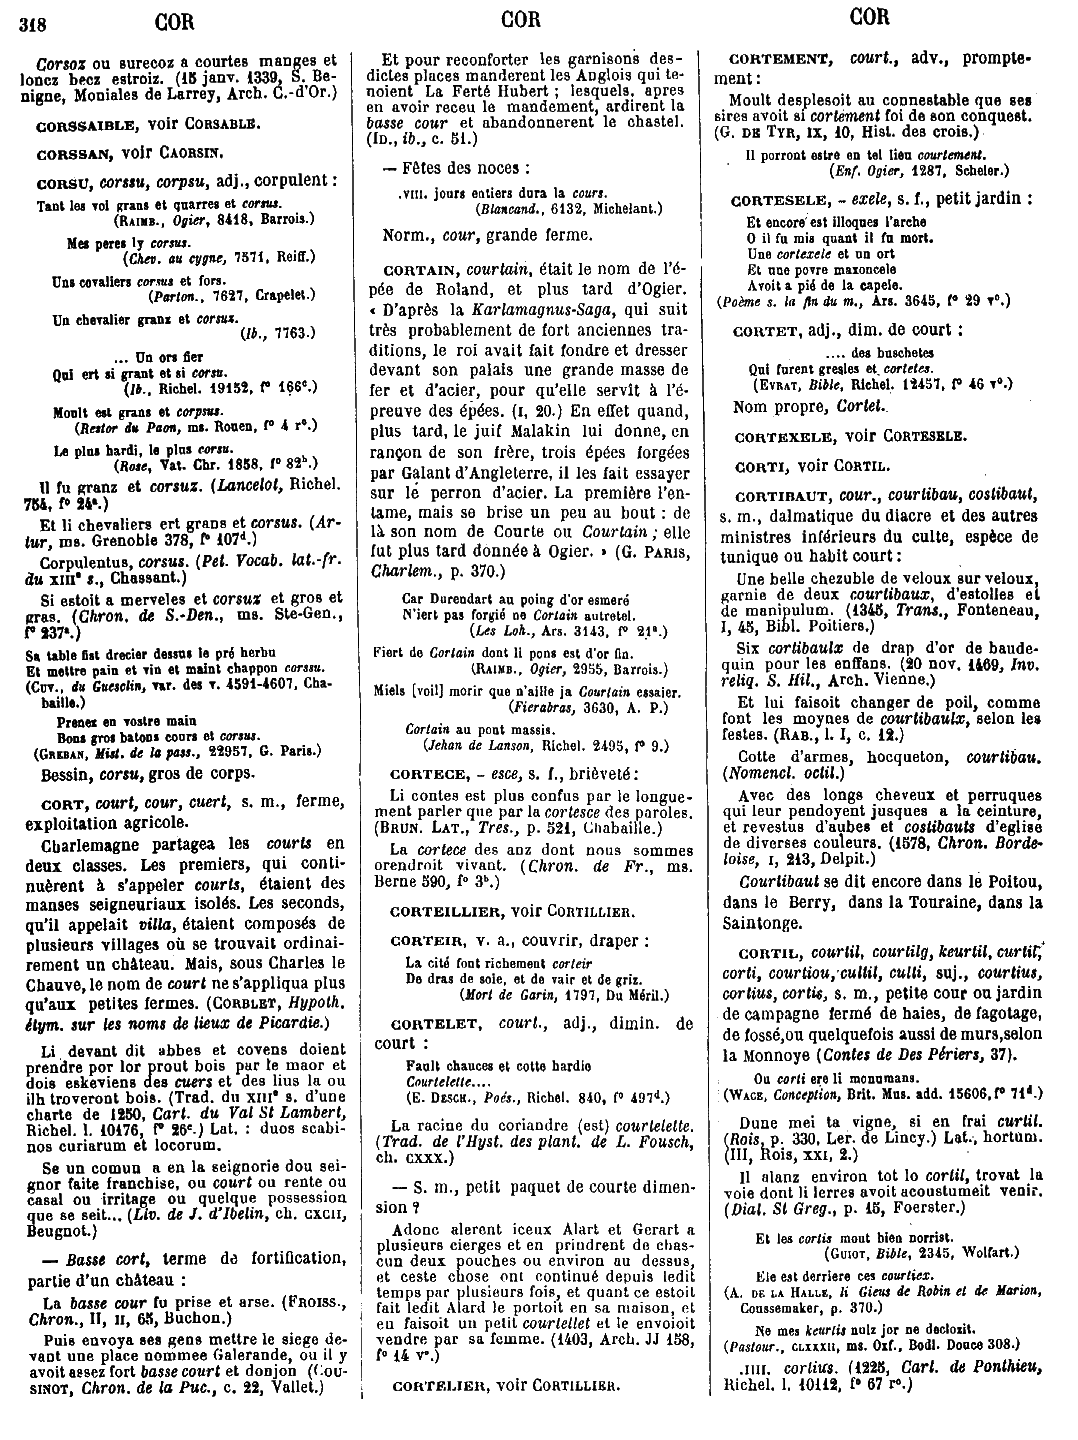 318
COR
COR
COR
Corsoz ou surecoz a courtes manges et
loncz becz estroiz. (15 janv. 1339, S. Be-
nigne, Moniales de Larrey, Arch. C.-d'Or.)
CORSSAIBLE, voir CORSABLE.
CORSSAN, voir CAORSIN.
CORSU, corssu, corpsu, adj., corpulent :
Tant les voi grans et quarres et corsus.
(RAIMB., Ogier, 8418, Barrois.)
Mes peres ly corsus.
(Chev. au cygne, 7571, Reiff.)
Uns covaliers corsus et fors.
(Parton., 7627, Crapelet.)
Un chevalier granz et corsux.
(Ib., 7763.)
... Un ors fier
Qui ert si grant et si corsu.
(Ib., Richel. 19152, f° 166c.)
Moult est grans et corpsus.
(Restor du Paon, ms. Rouen, f° 4 r°.)
Le plus hardi, le plus corsu.
(Rose, Vat. Chr. 1858, f° 82b.)
Il fu granz et corsuz. (Lancelot, Richel.
754, f° 24a.)
Et li chevaliers ert grans et corsus. (Ar-
tur, ms. Grenoble 378, f° 107d.)
Corpulentus, corsus. (Pet. Vocab. lat.-fr.
du XIIIe s., Chassant.)
Si estoit a merveles et corsuz et gros et
gras. (Chron. de S.-Den., ms. Ste-Gen.,
f° 237a.)
Sa table fist drecier dessus le pré herbu
Et mettre pain et vin et maint chappon corssu.
(CUV., du Guesclin, var. des v. 4591-4607, Cha-
baille.)
Prenez en vostre main
Bons gros batons cours et corsus.
(GREBAN, Mist. de la pass., 22957, G. Paris.)
Bessin, corsu, gros de corps.
CORT, court, cour, cuert, s. m., ferme,
exploitation agricole.
Charlemagne partagea les courts en
deux classes. Les premiers, qui conti-
nuèrent à s'appeler courts, étaient des
manses seigneuriaux isolés. Les seconds,
qu'il appelait villa, étaient composés de
plusieurs villages où se trouvait ordinai-
rement un château. Mais, sous Charles le
Chauve, le nom de court ne s'appliqua plus
qu'aux petites fermes. (CORBLET, Hypoth.
étym. sur les noms de lieux de Picardie.)
Li devant dit abbes et covens doient
prendre por lor prout bois par le maor et
dois eskeviens des cuers et des lius la ou
ilh troveront bois. (Trad. du XIIIe s. d'une
charte de 1250, Cart. du Val St Lambert,
Richel. l. 10176, f° 26c.) Lat. : duos scabi-
nos curiarum et locorum.
Se un comun a en la seignorie dou sei-
gnor faite franchise, ou court ou rente ou
casal ou irritage ou quelque possession
que se seit... (Liv. de J. d'Ibelin, ch. CXCII,
Beugnot.)
— Basse cort, terme de fortification,
partie d'un château :
La basse cour fu prise et arse. (FROISS.,
Chron., II, II, 65, Buchon.)
Puis envoya ses gens mettre le siege de-
vant une place nommee Galerande, ou il y
avoit assez fort basse court et donjon (COU-
SINOT, Chron. de la Puc., c. 22, Vallet.)
Et pour reconforter les garnisons des-
dictes places manderent les Anglois qui te-
noient La Ferté Hubert ; lesquels, apres
en avoir receu le mandement, ardirent la
basse cour et abandonnerent le chastel.
(ID., ib., c. 51.)
— Fêtes des noces :
.VIII. jours entiers dura la cours.
(Blancand., 6132, Michelant.)
Norm., cour, grande ferme.
CORTAIN, courtain, était le nom de l'é-
pée de Roland, et plus tard d'Ogier.
« D'après la Karlamagnus-Saga, qui suit
très probablement de fort anciennes tra-
ditions, le roi avait fait fondre et dresser
devant son palais une grande masse de
fer et d'acier, pour qu'elle servît à l'é-
preuve des épées. (I, 20.) En effet quand,
plus tard, le juif Malakin lui donne, en
rançon de son frère, trois épées forgées
par Galant d'Angleterre, il les fait essayer
sur le perron d'acier. La première l'en-
tame, mais se brise un peu au bout : de
là son nom de Courte ou Courtain ; elle
fut plus tard donnée à Ogier. » (G. PARIS,
Charlem., p. 370.)
Car Durendart au poing d'or esmeré
N'iert pas forgié ne Cortain autretel.
(Les Loh., Ars. 3143, f° 21a.)
Fiert de Cortain dont li pons est d'or fin.
(RAIMB., Ogier, 2955, Barrois.)
Miels [voil] morir que n'aille ja Courtain essaier.
(Fierabras, 3630, A. P.)
Cortain au pont massis.
(Jehan de Lanson, Richel. 2495, f° 9.)
CORTECE, - esce, s. f., brièveté :
Li contes est plus confus par le longue-
ment parler que par la cortesce des paroles.
(BRUN. LAT., Tres., p. 521, Chabaille.)
La cortece des anz dont nous sommes
orendroit vivant. (Chron. de Fr., ms.
Berne 590, f° 3b.)
CORTEILLIER, voir CORTILLIER.
CORTEIR, v. a., couvrir, draper :
La cité font richement corteir
De dras de soie, et de vair et de griz.
(Mort de Garin, 1797, Du Méril.)
CORTELET, court., adj., dimin. de
court :
Fault chauces et cotte hardie
Courtelette....
(E. DESCH., Poés., Richel. 840, f° 497d.)
La racine du coriandre (est) courtelette.
(Trad. de l'Hyst. des plant. de L. Fousch,
ch. CXXX.)
— S. m., petit paquet de courte dimen-
sion ?
Adonc alerent iceux Alart et Gerart a
plusieurs cierges et en prindrent de chas-
cun deux pouches ou environ au dessus,
et ceste chose ont continué depuis ledit
temps par plusieurs fois, et quant ce estoit
fait ledit Alard le portoit en sa maison, et
en faisoit un petit courtellet et le envoioit
vendre par sa femme. (1403, Arch. JJ 158,
f° 14 v°.)
CORTELIER, voir CORTILLIER.
CORTEMENT, court., adv., prompte-
ment :
Moult desplesoit au connestable que ses
sires avoit si cortement foi de son conquest.
(G. DE TYR, IX, 10, Hist. des crois.)
Il porront estre en tel lieu courtement.
(Enf. Ogier, 1287, Scheler.)
CORTESELE, - exele, s. f., petit jardin :
Et encore est illoques l'arche
O il fu mis quant il fu mort.
Une cortexele et un ort
Et une povre maxoncele
Avoit a pié de la capele.
(Poème s. la fin du m., Ars. 3645, f° 29 v°.)
CORTET, adj., dim. de court :
.... des buschetes
Qui furent gresles et cortetes.
(EVRAT, Bible, Richel. 12457, f° 46 v°.)
Nom propre, Cortet.
CORTEXELE, voir CORTESELE.
CORTI, voir CORTIL.
CORTIBAUT, cour., courtibau, costibaut,
s. m., dalmatique du diacre et des autres
ministres inférieurs du culte, espèce de
tunique ou habit court :
Une belle chezuble de veloux sur veloux,
garnie de deux courtibaux, d'estolles et
de manipulum. (1345, Trans., Fonteneau,
I, 45, Bibl. Poitiers.)
Six cortibaulx de drap d'or de baude-
quin pour les enffans. (20 nov. 1469, Inv.
reliq. S. Hil., Arch. Vienne.)
Et lui faisoit changer de poil, comme
font les moynes de courtibaulx, selon les
festes. (RAB., l. I, c. 12.)
Cotte d'armes, hocqueton, courtibau.
(Nomencl. octil.)
Avec des longs cheveux et perruques
qui leur pendoyent jusques a la ceinture,
et revestus d'aubes et costibauts d'eglise
de diverses couleurs. (1578, Chron. Borde-
loise, I, 213, Delpit.)
Courtibaut se dit encore dans le Poitou,
dans le Berry, dans la Touraine, dans la
Saintonge.
CORTIL, courtil, courtilg, keurtil, curtil,
corti, courtiou, cultil, culti, suj., courtius,
cortius, cortis, s. m., petite cour ou jardin
de campagne fermé de haies, de fagotage,
de fossé, ou quelquefois aussi de murs, selon
la Monnoye (Contes de Des Périers, 37).
Ou corti ere li monumans.
(WACE, Conception, Brit. Mus. add. 15606, f° 71d.)
Dune mei ta vigne, si en frai curtil.
(Rois, p. 330, Ler. de Lincy.) Lat., hortum.
(III, Rois, XXI, 2.)
Il alanz environ tot lo cortil, trovat la
voie dont li lerres avoit acoustumeit venir.
(Dial. St Greg., p. 15, Foerster.)
Et les cortis mout bien norrist.
(GUIOT, Bible, 2345, Wolfart.)
Ele est derriere ces courtiex.
(A. DE LA HALLE, li Gieus de Robin et de Marion,
Coussemaker, p. 370.)
Ne mes keurtis nulz jor ne declozit.
(Pastour., CLXXXII, ms. Oxf., Bodl. Douce 308.)
.IIII. cortius. (1225, Cart. de Ponthieu,
Richel. l. 10112, f° 67 r°.)